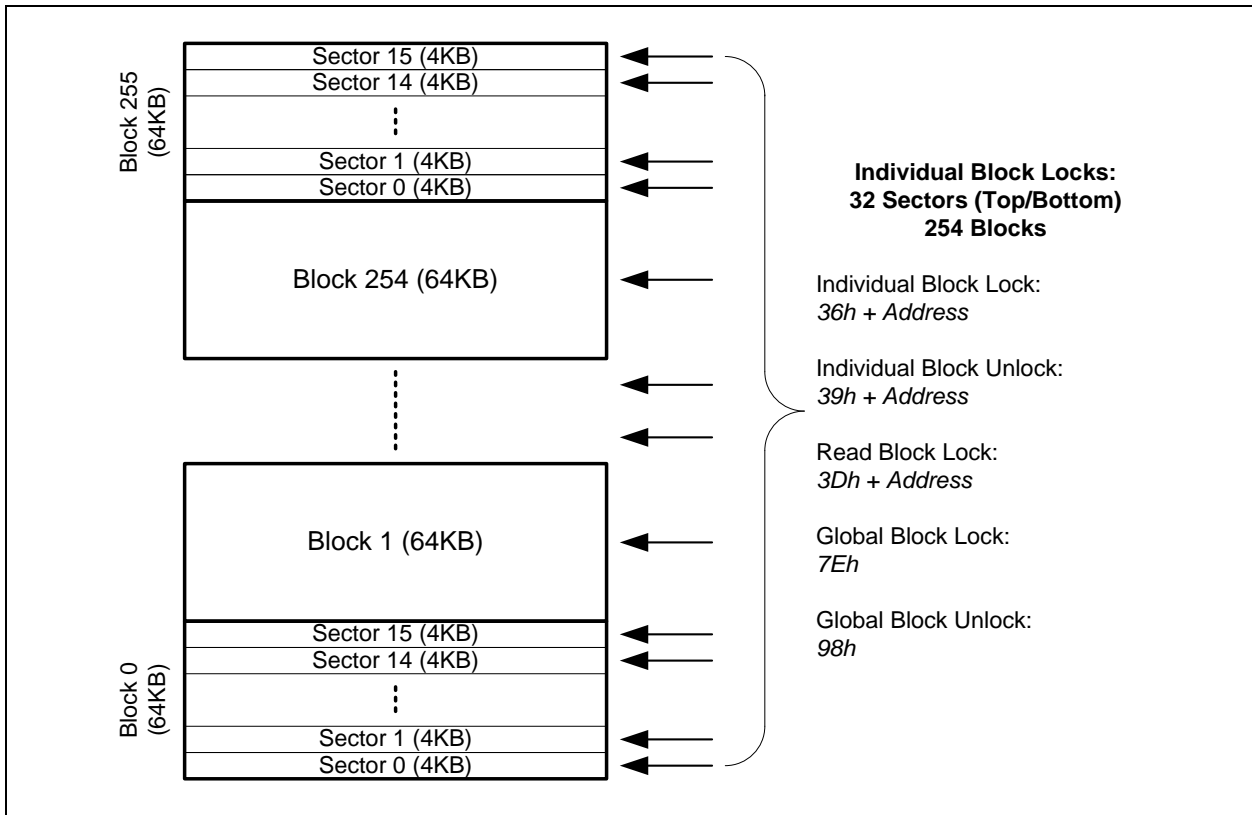 Block 255
(64KB)
Sector 15 (4KB)
Sector 14 (4KB)
Sector 1 (4KB)
Sector 0 (4KB)
Block 254 (64KB)
Block 1 (64KB)
Block 0
(64KB)
Sector 15 (4KB)
Sector 14 (4KB)
Sector 1 (4KB)
Sector 0 (4KB)
Individual Block Locks:
32 Sectors (Top/Bottom)
254 Blocks
Individual Block Lock:
36h + Address
Individual Block Unlock:
39h + Address
Read Block Lock:
3Dh + Address
Global Block Lock:
7Eh
Global Block Unlock:
98h